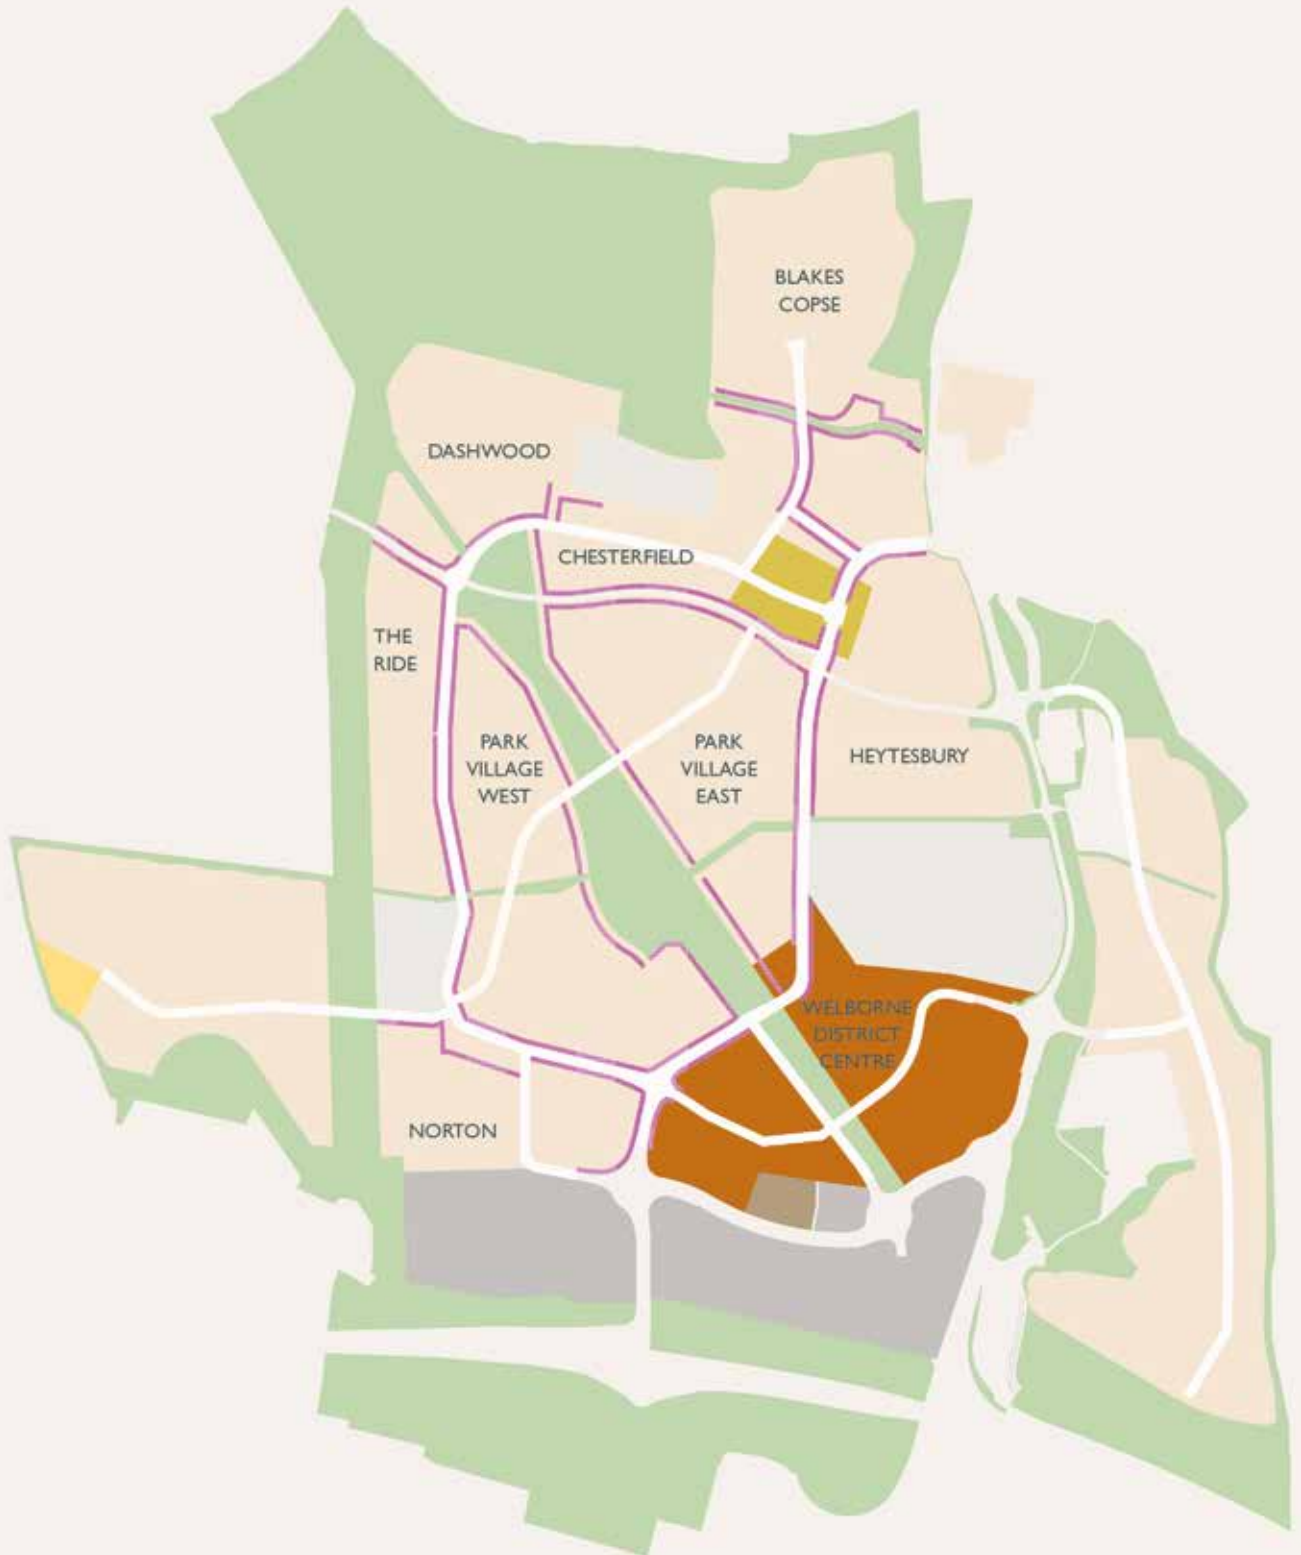 BLAKES
COPSE
DASHWOOD
CHESTERFIELD
THE
RIDE
PARK
VILLAGE
WEST
PARK
VILLAGE
EAST
HEYTESBURY
WELBORNE
DISTRICT
CENTRE
NORTON